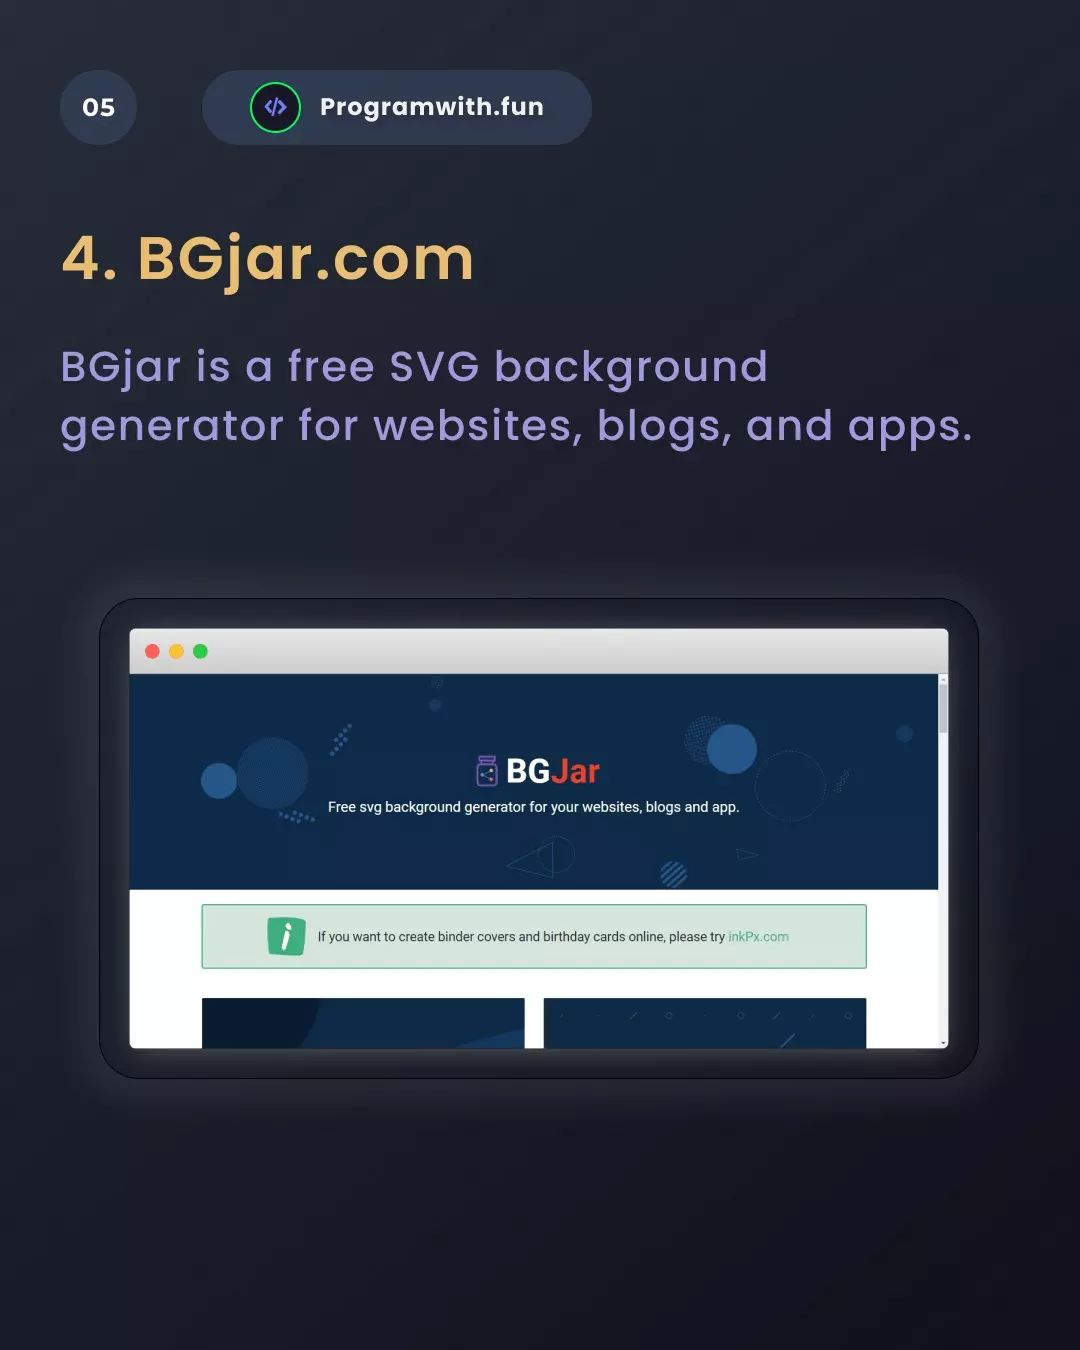 05
Programwith.fun
4. BGjar.com
BGjar is a free SVG background
generator for websites, blogs, and apps.
BGJar
Free svg background generator for your websites, blogs and app.
If you want to create binder covers and birthday cards online, please try inkPx.com